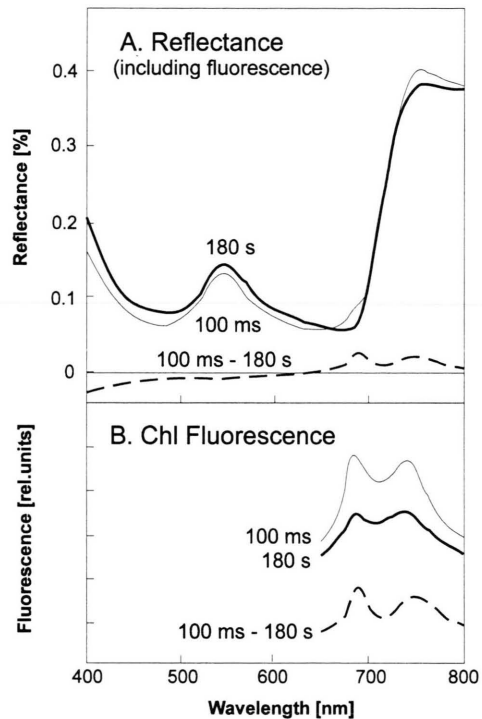 A. Reflectance
(including fluorescence)
Reflectance [%]
0.4
0.3
0.2
0.1
0
180 s
100 ms
100 ms - 180 s
B. Chl Fluorescence
Fluorescence [rel.units]
100 ms
180 s
100 ms - 180 s
400 500 600 700 800
Wavelength [nm]